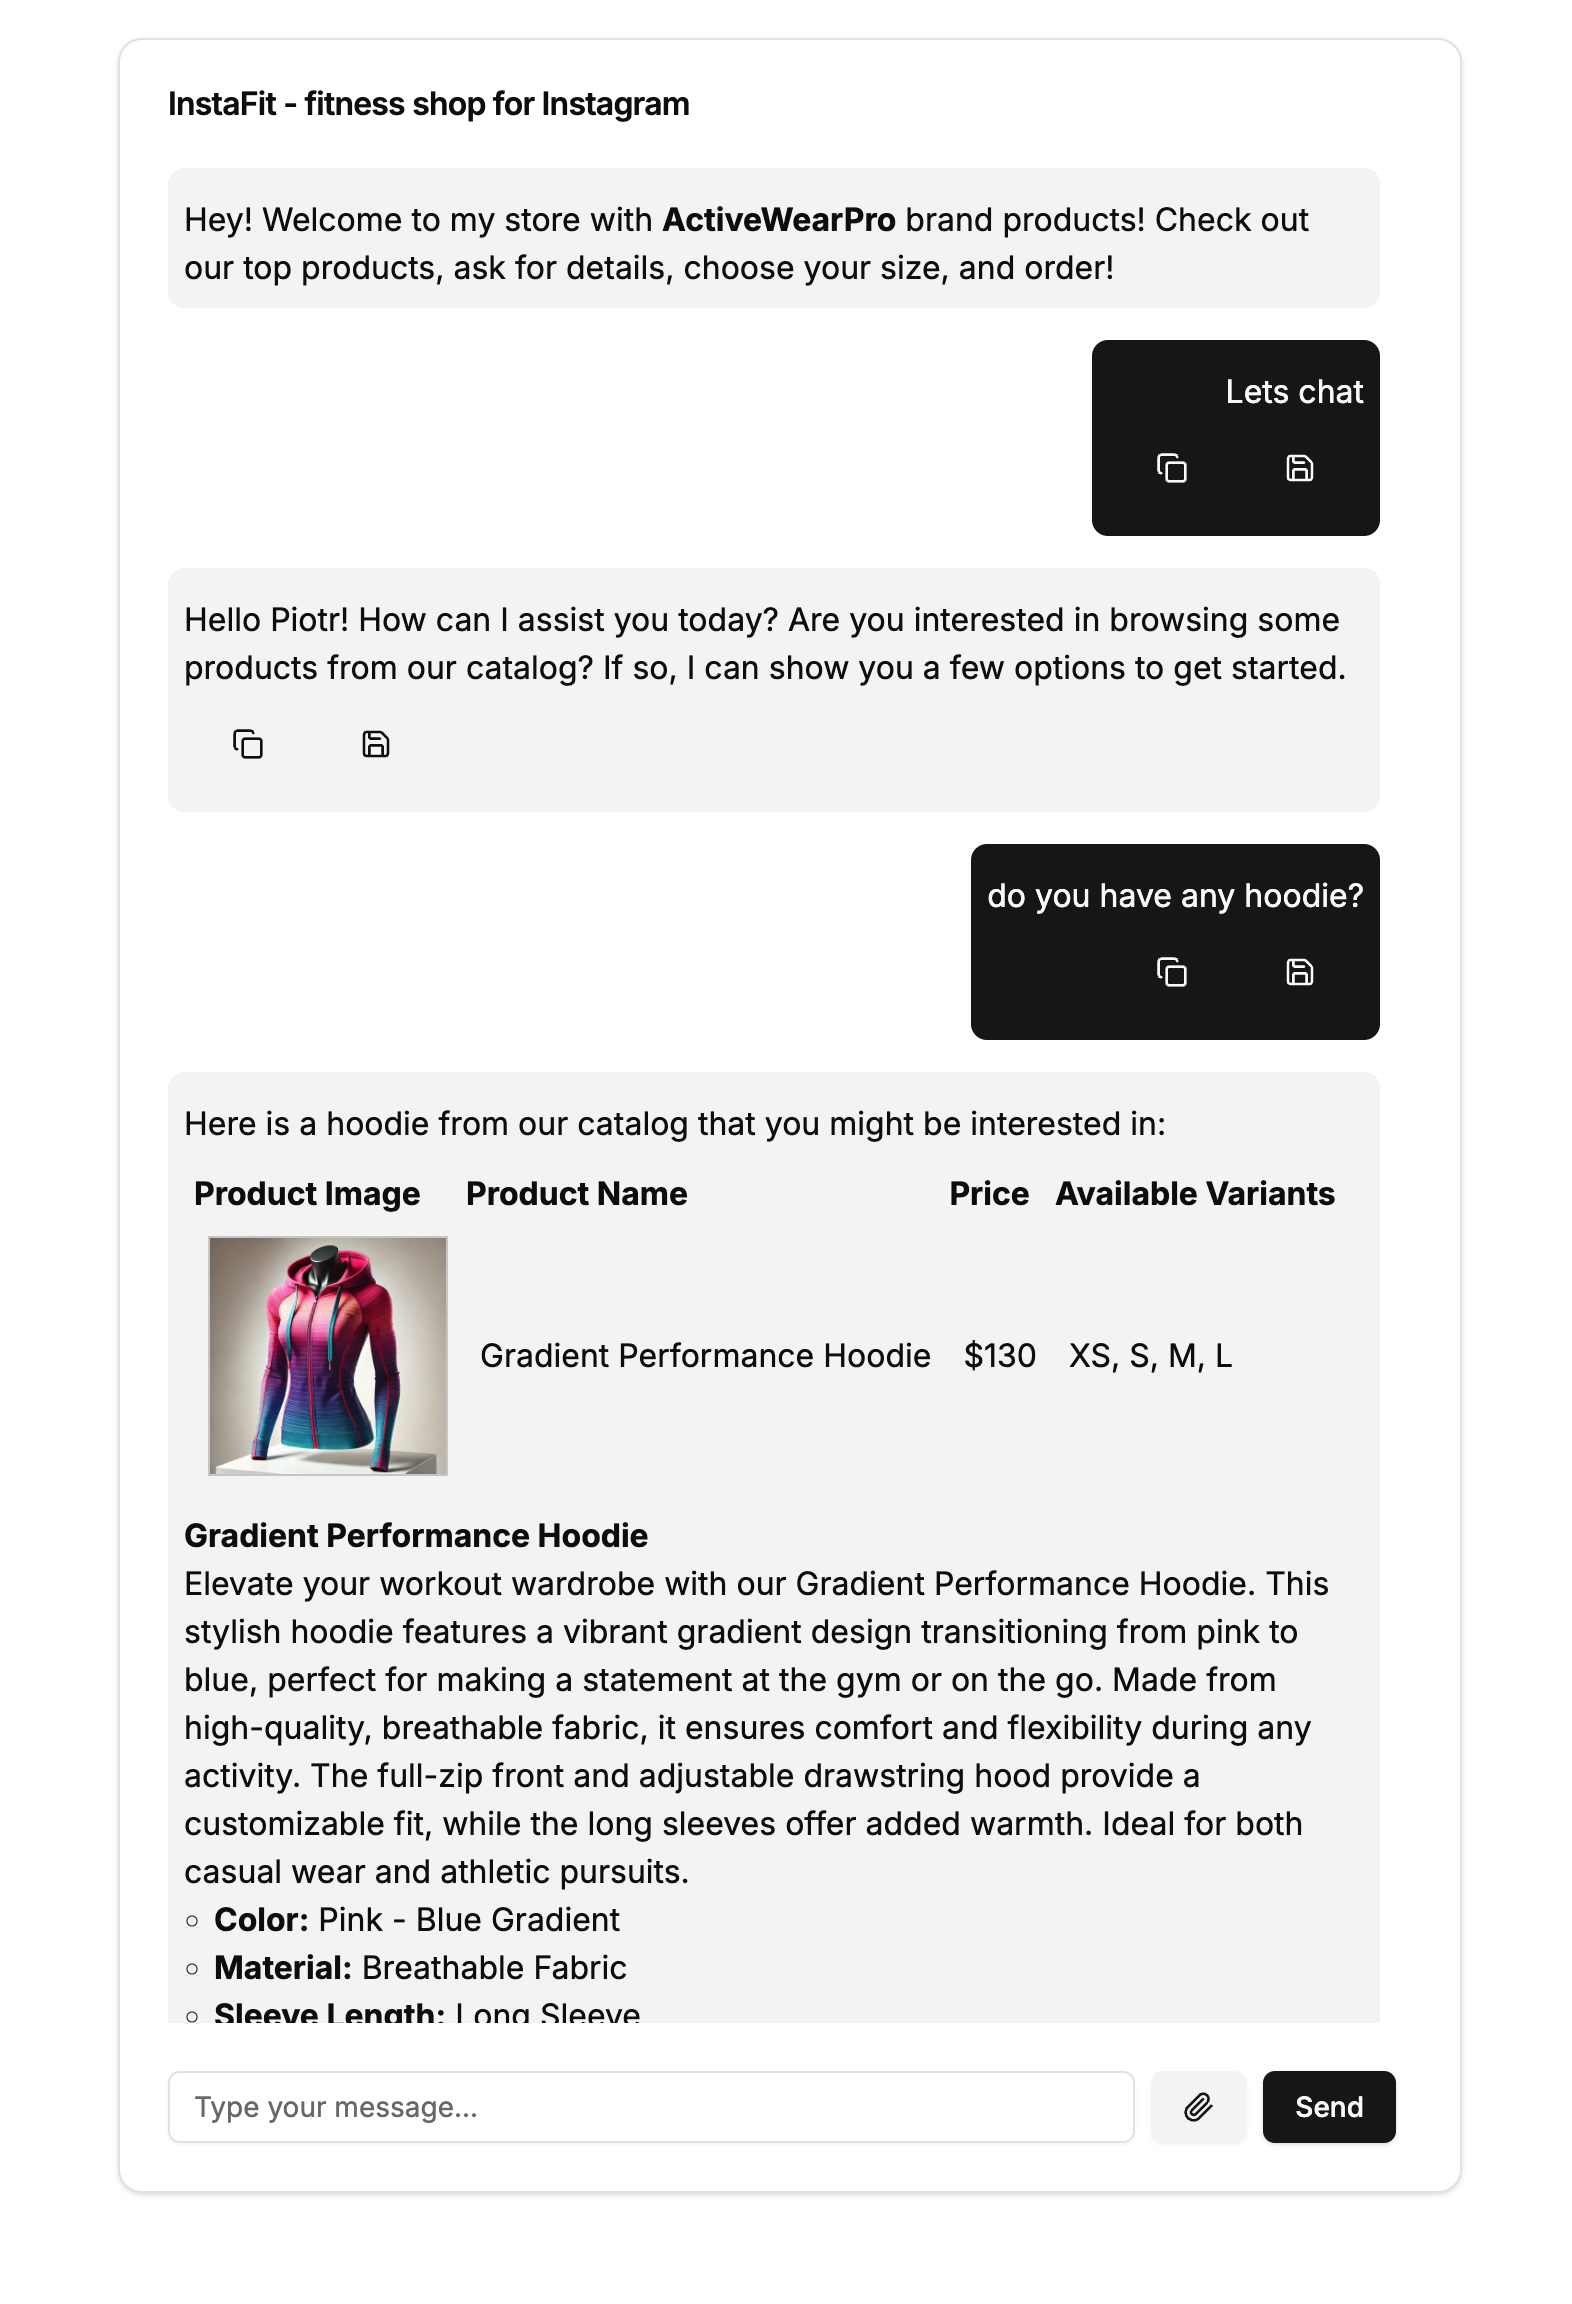 InstaFit - fitness shop for Instagram
Hey! Welcome to my store with ActiveWearPro brand products! Check out
our top products, ask for details, choose your size, and order!
Lets chat
Hello Piotr! How can I assist you today? Are you interested in browsing some
products from our catalog? If so, I can show you a few options to get started.
do you have any hoodie?
Here is a hoodie from our catalog that you might be interested in:
Product Image Product Name Price Available Variants
Gradient Performance Hoodie $130 XS, S, M, L
Gradient Performance Hoodie
Elevate your workout wardrobe with our Gradient Performance Hoodie. This
stylish hoodie features a vibrant gradient design transitioning from pink to
blue, perfect for making a statement at the gym or on the go. Made from
high-quality, breathable fabric, it ensures comfort and flexibility during any
activity. The full-zip front and adjustable drawstring hood provide a
customizable fit, while the long sleeves offer added warmth. Ideal for both
casual wear and athletic pursuits.
Color: Pink - Blue Gradient
Material: Breathable Fabric
Sleeve Length: Long Sleeve
Type your message...
Send